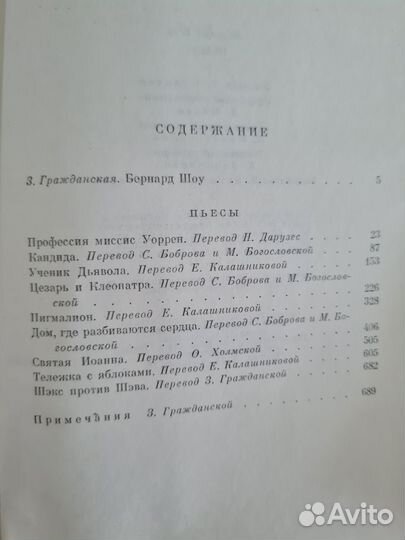 СОДЕРЖАНИЕ
З. Гражданская. Бернард Шоу . . . . . . . . . . . 5
ПЬЕСЫ
Профессия миссис Уоррен. Перевод Н. Дарузес . . . . 23
Кандида. Перевод С. Боброва и М. Богословской . . . 87
Ученик Дьявола. Перевод Е. Калашниковой . . . . . 153
Цезарь и Клеопатра. Перевод С. Боброва и М. Богослов-
ской . . . . . . . . . . . . . . . 226
Пигмалион. Перевод Е. Калашниковой . . . . . . 328
Дом, где разбиваются сердца. Перевод С. Боброва и М. Бо-
гословской . . . . . . . . . . . . . 406
Святая Иоанна. Перевод О. Холмской . . . . . . 505
Тележка с яблоками. Перевод Е. Калашниковой . . . . 605
Шэкс против Шэва. Перевод З. Гражданской . . . . . 682
Примечания З. Гражданской . . . . . . . . . 689
Avito